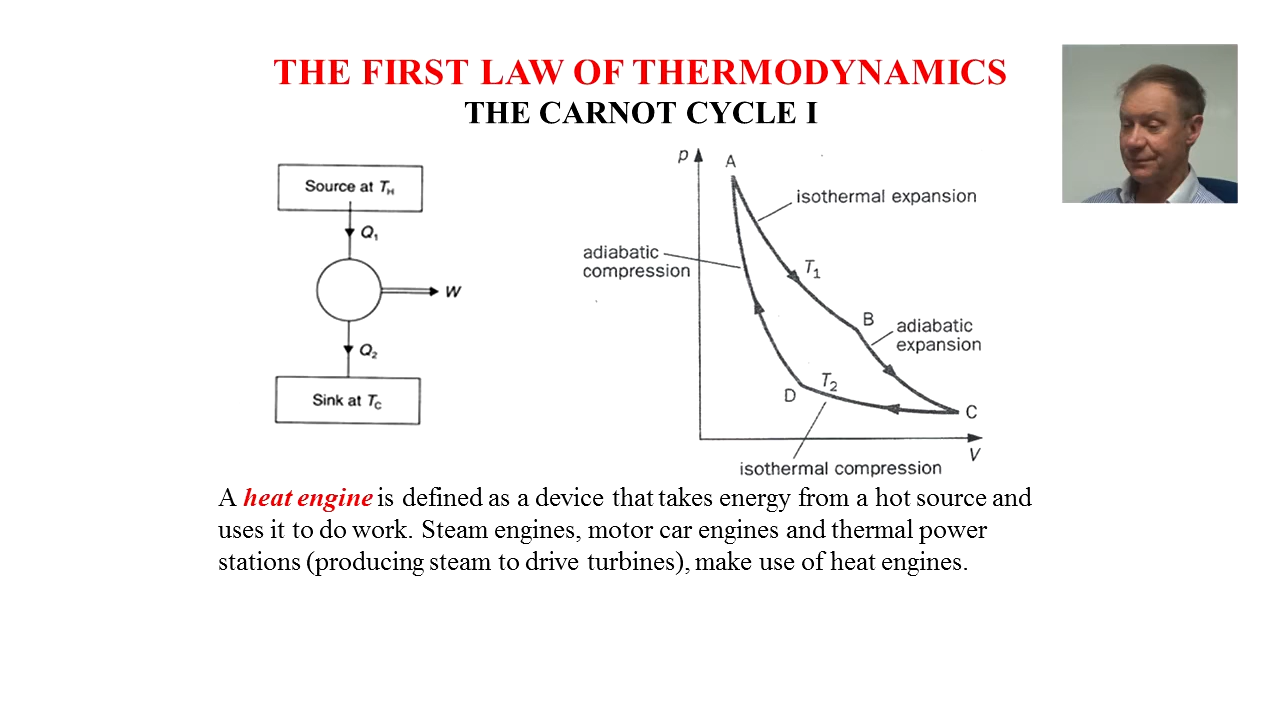 THE FIRST LAW OF THERMODYNAMICS
THE CARNOT CYCLE I
Source at T_H
Q₁
W
Q₂
Sink at T_C
p
A
isothermal expansion
adiabatic
compression
T₁
B
adiabatic
expansion
T₂
D
C
V
isothermal compression
A heat engine is defined as a device that takes energy from a hot source and
uses it to do work. Steam engines, motor car engines and thermal power
stations (producing steam to drive turbines), make use of heat engines.